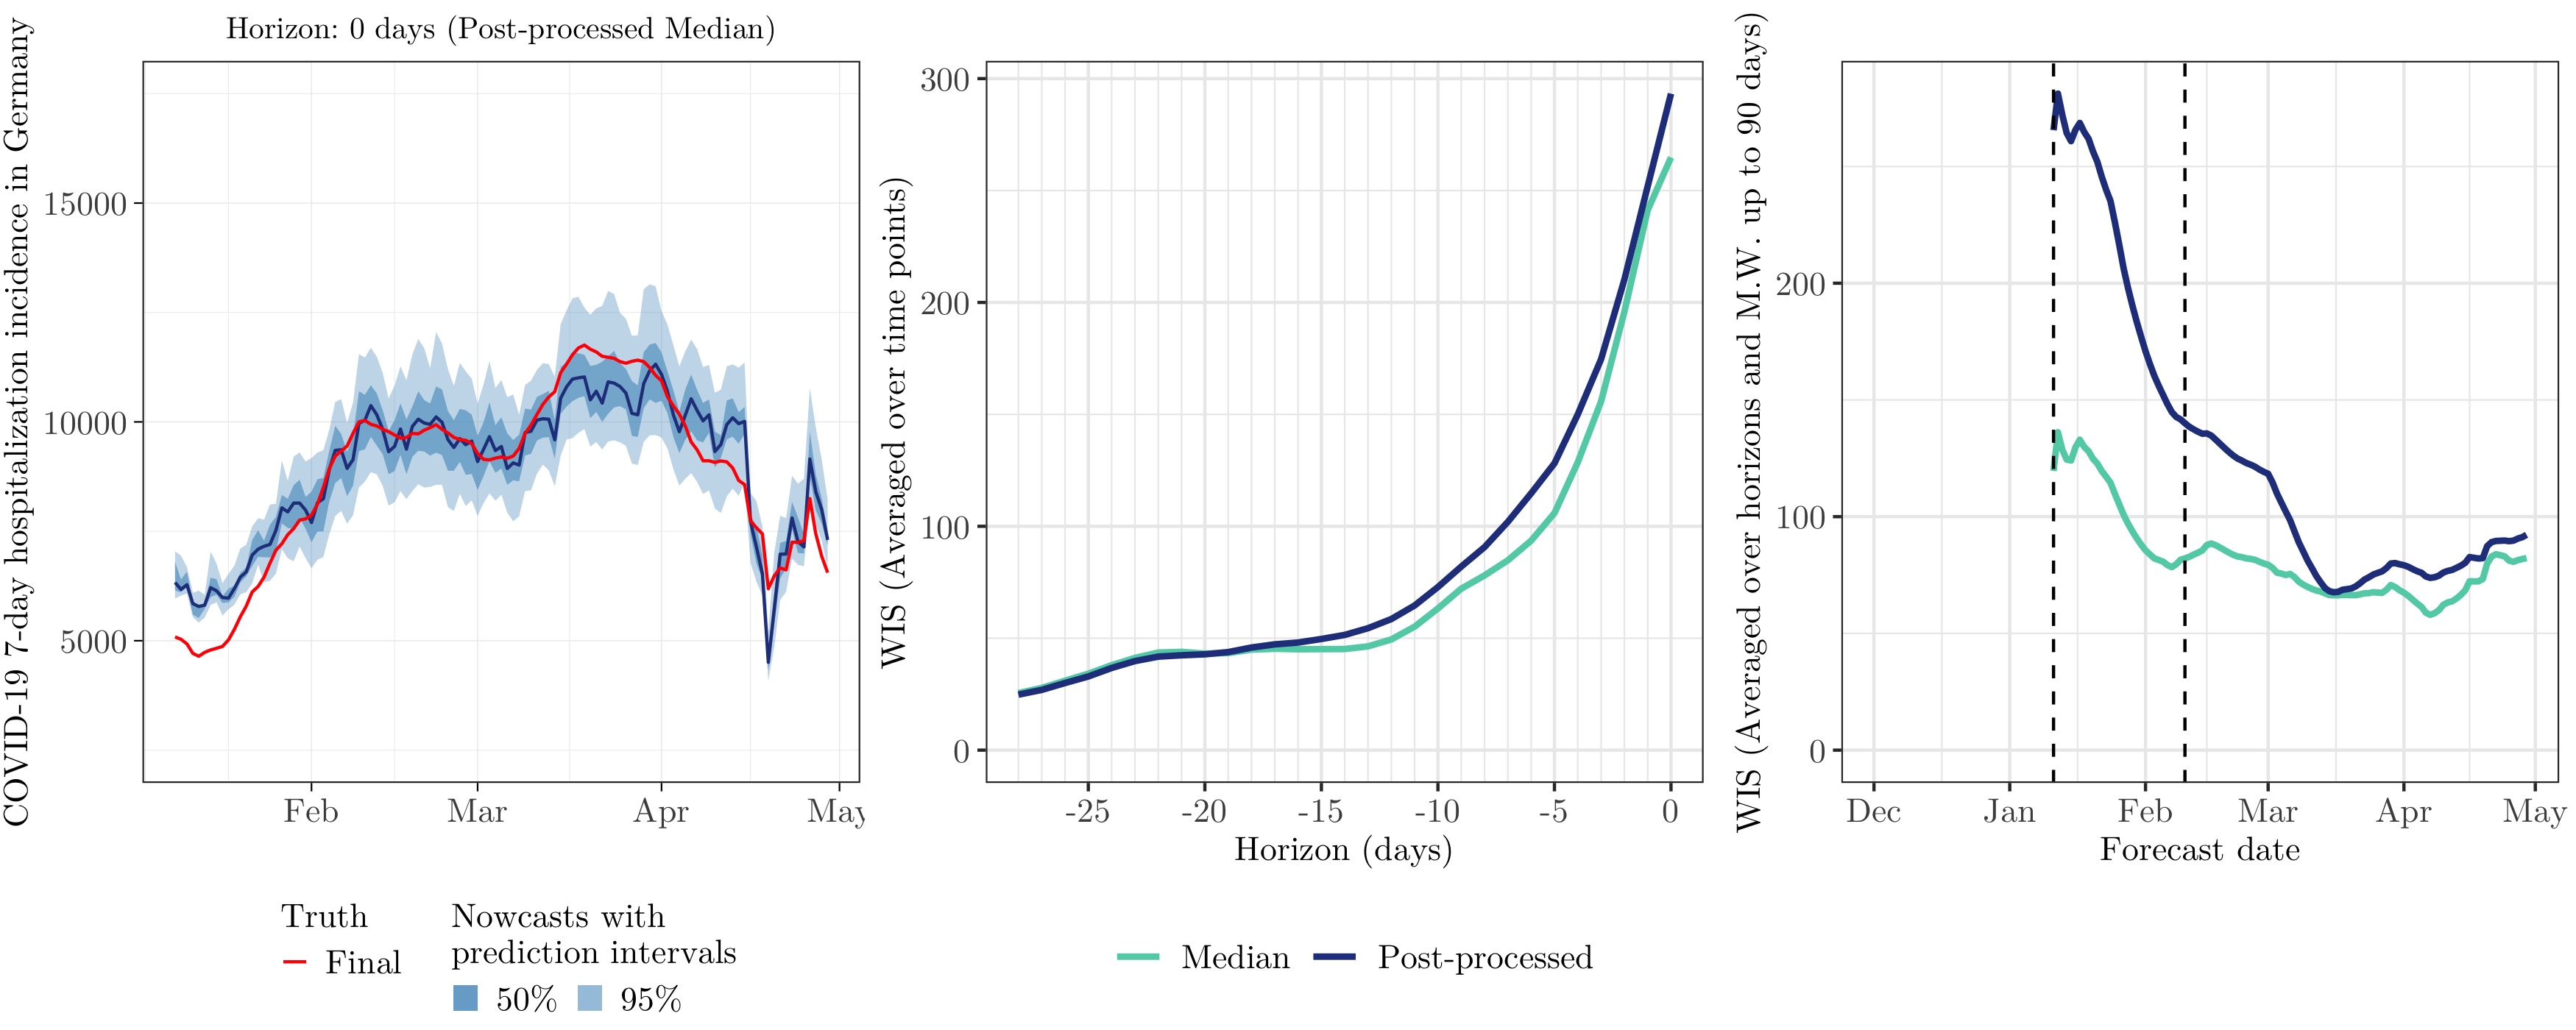 Horizon: 0 days (Post-processed Median)
COVID-19 7-day hospitalization incidence in Germany
15000
10000
5000
Feb Mar Apr May
Truth
Final
Nowcasts with
prediction intervals
50% 95%
WIS (Averaged over time points)
300
200
100
0
-25 -20 -15 -10 -5 0
Horizon (days)
Median Post-processed
WIS (Averaged over horizons and M.W. up to 90 days)
200
100
0
Dec Jan Feb Mar Apr May
Forecast date